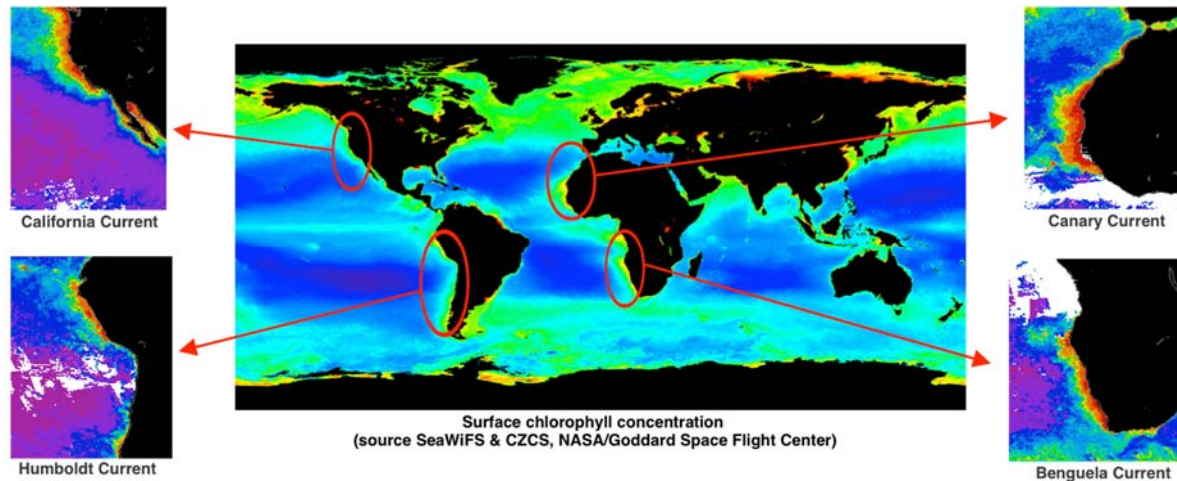 California Current
Canary Current
Humboldt Current
Surface chlorophyll concentration
(source SeaWiFS & CZCS, NASA/Goddard Space Flight Center)
Benguela Current